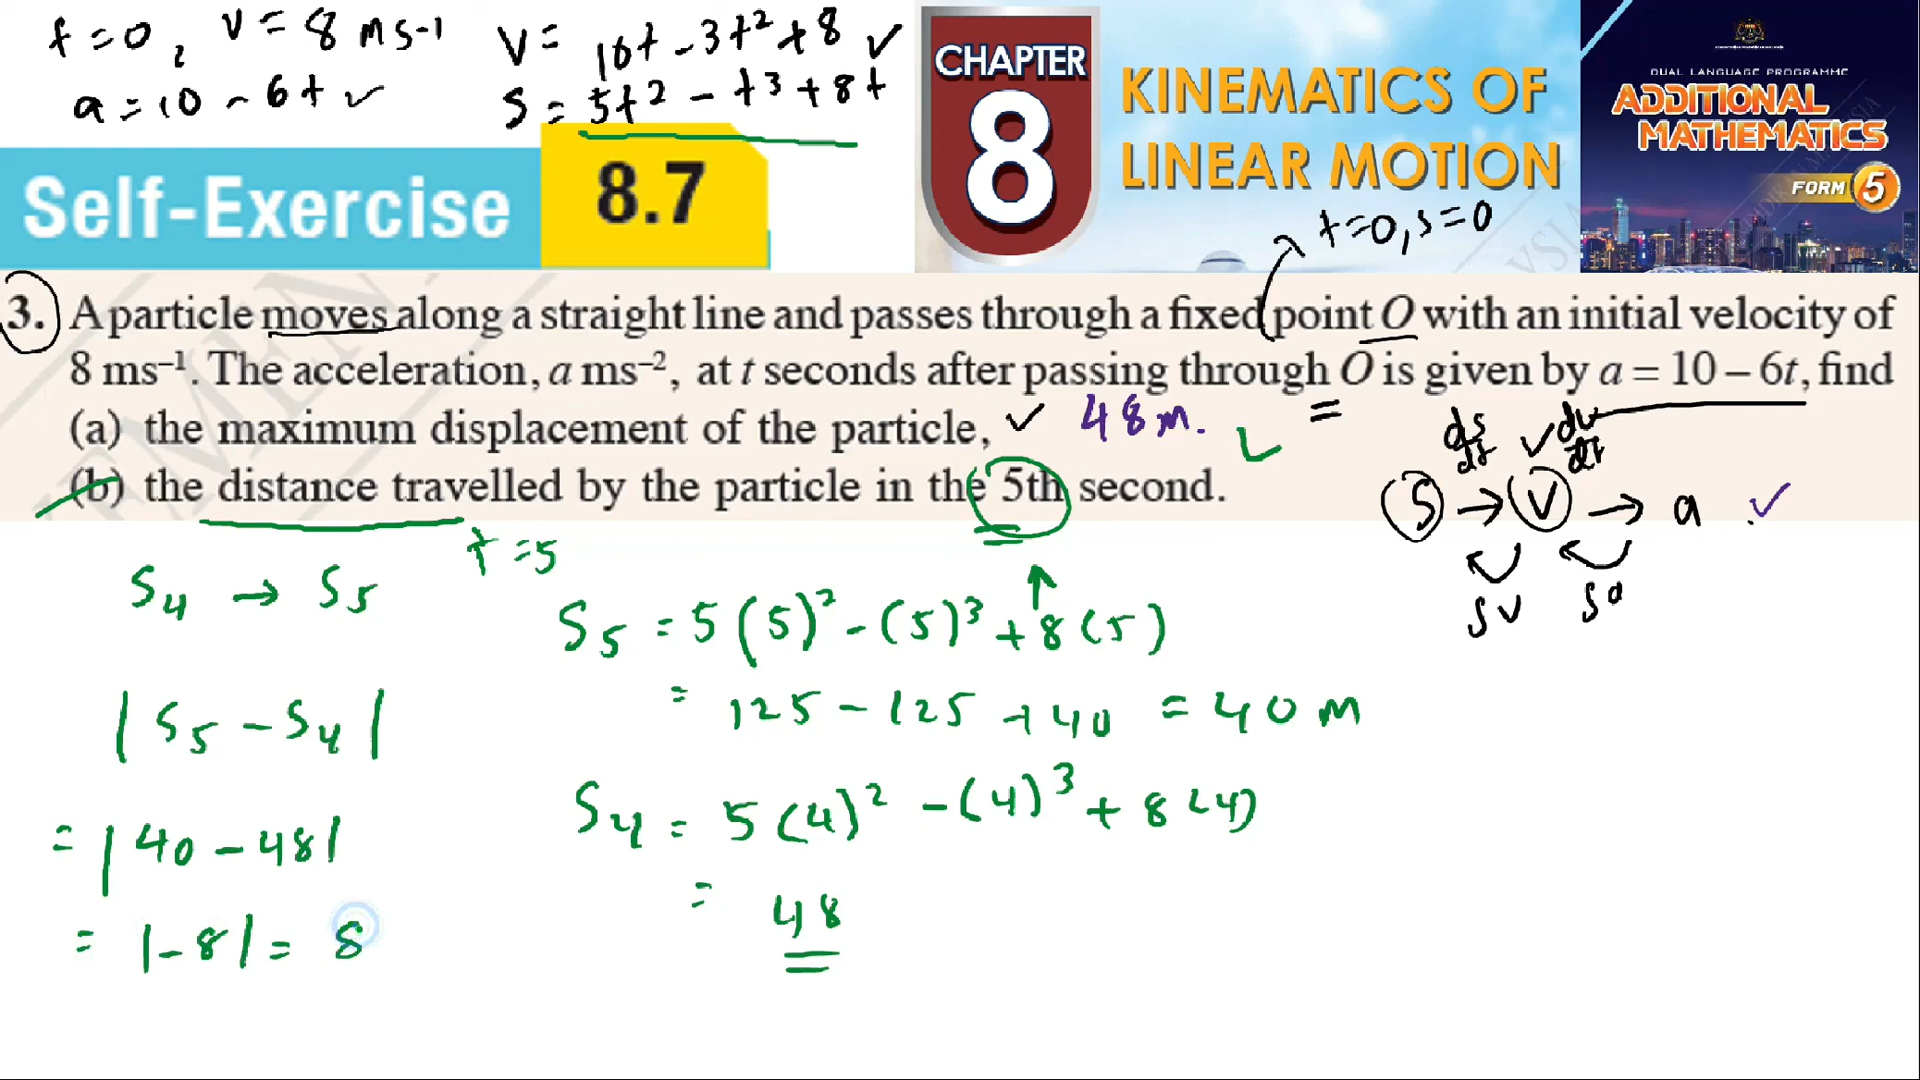 t=0, v=8 ms-1
a=10-6t ✓
v= 10t-3t²+8 ✓
s= 5t²-t³+8t
Self-Exercise 8.7
CHAPTER 8
KINEMATICS OF
LINEAR MOTION
DUAL LANGUAGE PROGRAMME
ADDITIONAL
MATHEMATICS
FORM 5
t=0, s=0
3. A particle moves along a straight line and passes through a fixed point O with an initial velocity of
8 ms⁻¹. The acceleration, a ms⁻², at t seconds after passing through O is given by a = 10 – 6t, find
(a) the maximum displacement of the particle, ✓ 48m. =
(b) the distance travelled by the particle in the 5th second. ✓
ds/dt ✓ dv/dt
S → V → a ✓
∫v ∫a
t=5
S₄ → S₅
|S₅-S₄|
=|40-48|
=|-8|= 8
S₅ = 5(5)²-(5)³+8(5)
= 125-125+40 = 40m
S₄ = 5(4)²-(4)³+8(4)
= 48